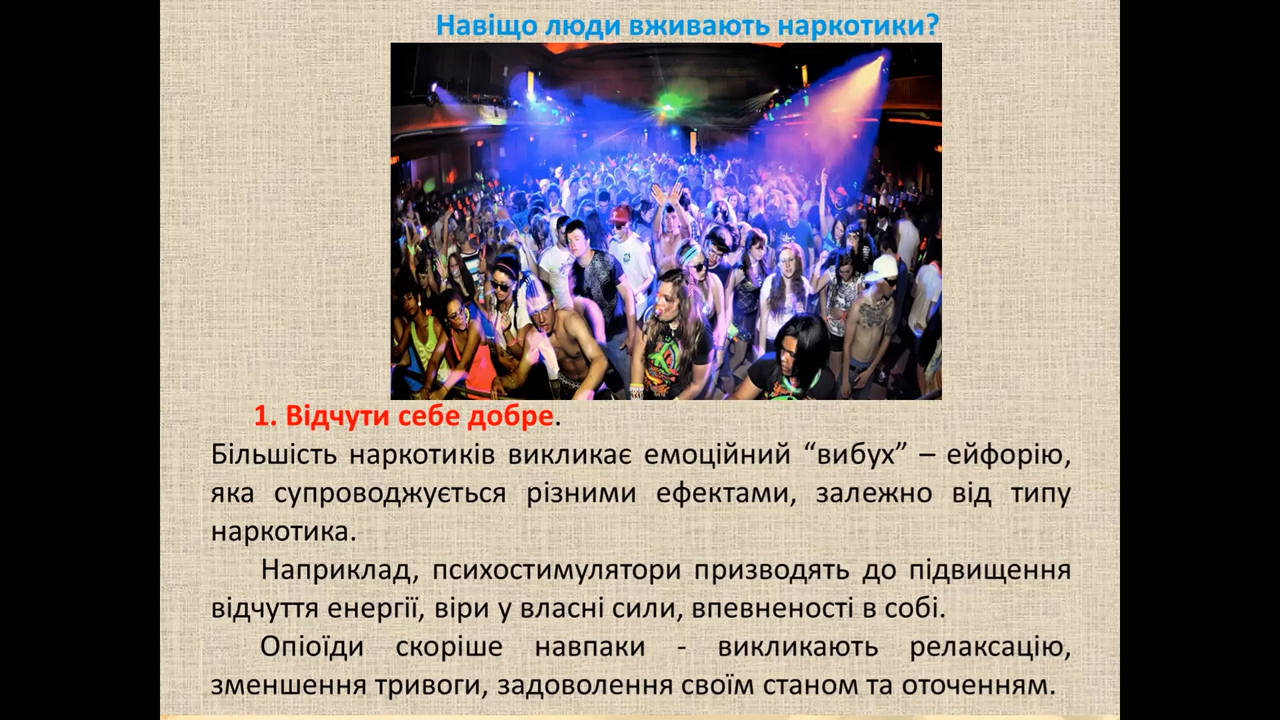 Навіщо люди вживають наркотики?
1. Відчути себе добре.
Більшість наркотиків викликає емоційний “вибух” – ейфорію,
яка супроводжується різними ефектами, залежно від типу
наркотика.
Наприклад, психостимулятори призводять до підвищення
відчуття енергії, віри у власні сили, впевненості в собі.
Опіоїди скоріше навпаки - викликають релаксацію,
зменшення тривоги, задоволення своїм станом та оточенням.